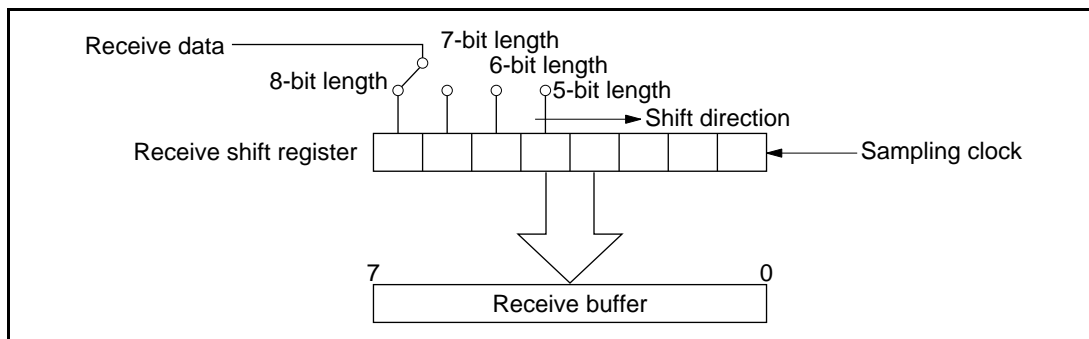 Receive data
7-bit length
6-bit length
8-bit length
5-bit length
Shift direction
Receive shift register
Sampling clock
7
0
Receive buffer